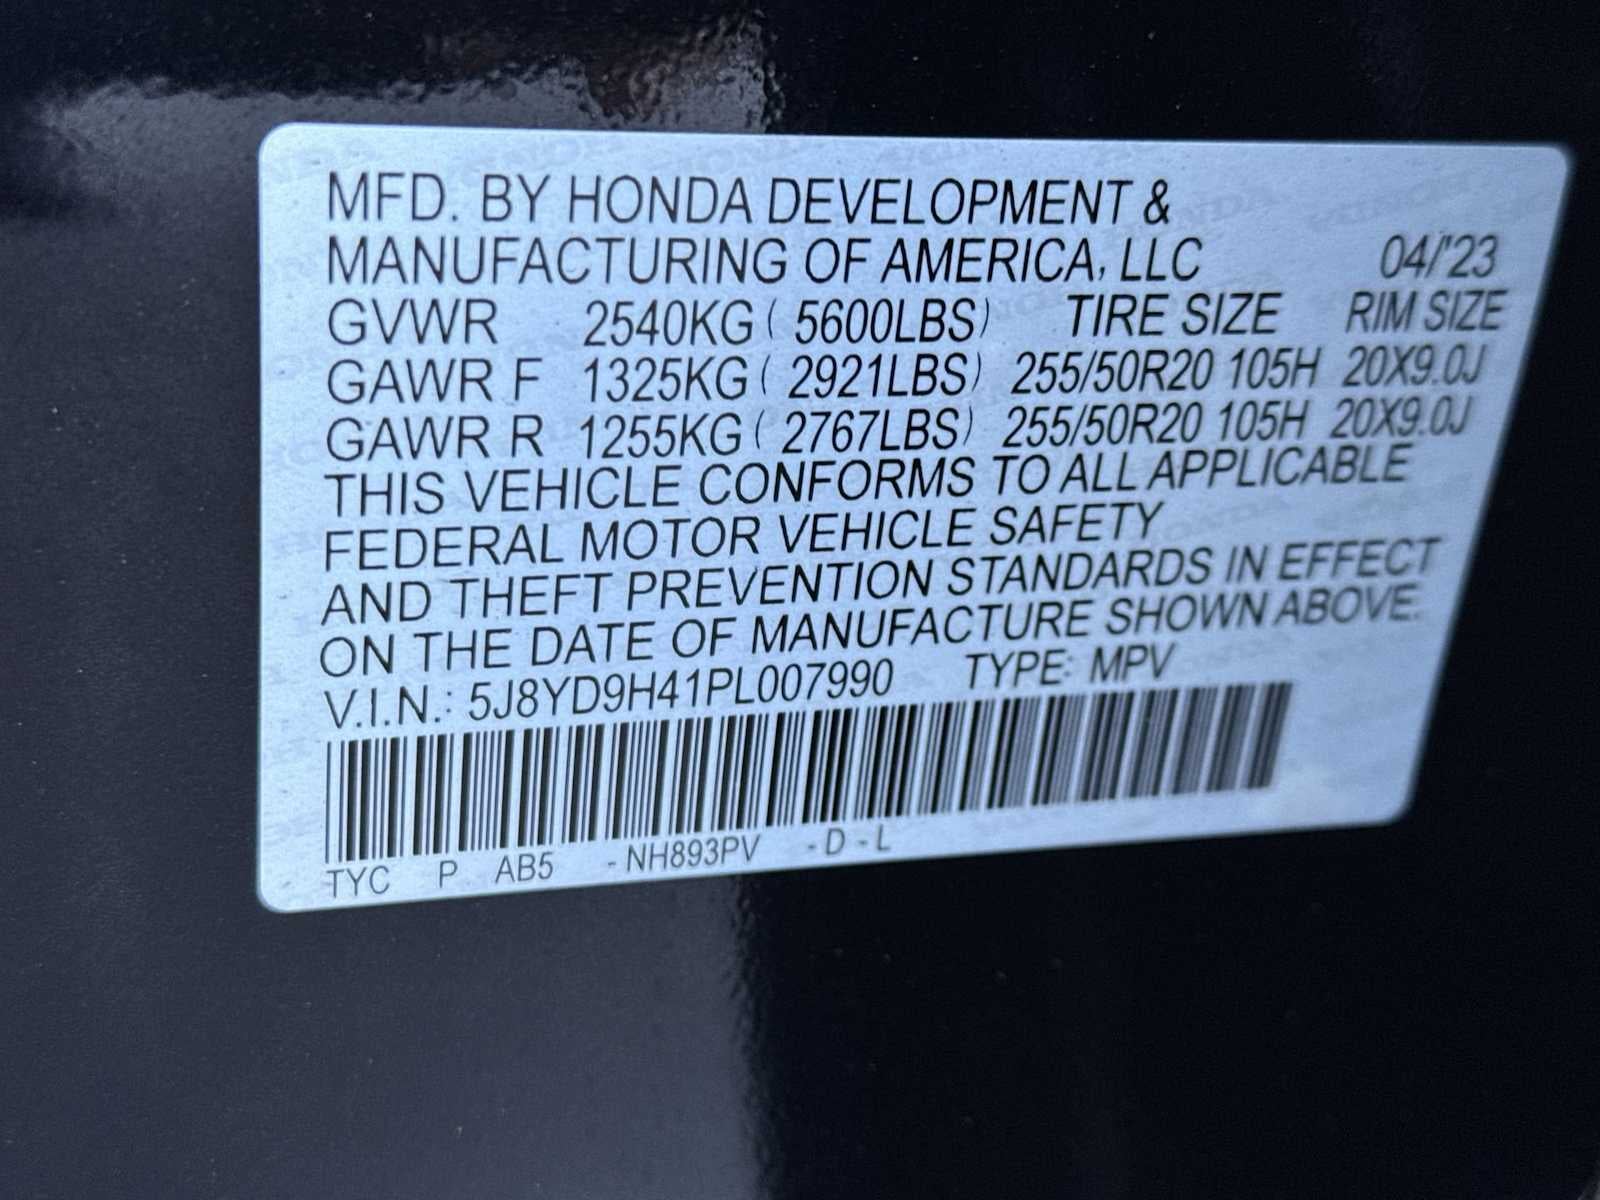 MFD. BY HONDA DEVELOPMENT &
MANUFACTURING OF AMERICA, LLC 04/'23
GVWR 2540KG ( 5600LBS) TIRE SIZE RIM SIZE
GAWR F 1325KG ( 2921LBS) 255/50R20 105H 20X9.0J
GAWR R 1255KG ( 2767LBS) 255/50R20 105H 20X9.0J
THIS VEHICLE CONFORMS TO ALL APPLICABLE
FEDERAL MOTOR VEHICLE SAFETY
AND THEFT PREVENTION STANDARDS IN EFFECT
ON THE DATE OF MANUFACTURE SHOWN ABOVE.
V.I.N.: 5J8YD9H41PL007990 TYPE: MPV
TYC P AB5 -NH893PV -D-L